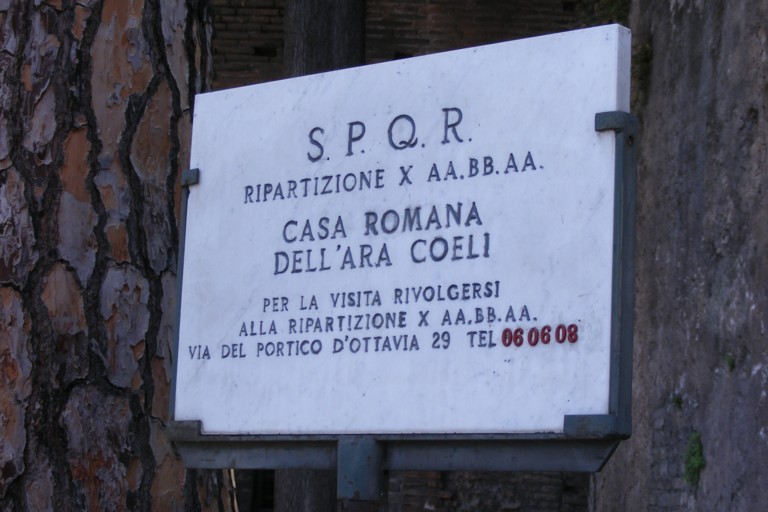 S.P.Q.R.
RIPARTIZIONE X AA.BB.AA.
CASA ROMANA
DELL'ARA COELI
PER LA VISITA RIVOLGERSI
ALLA RIPARTIZIONE X AA.BB.AA.
VIA DEL PORTICO D'OTTAVIA 29 TEL 06 06 08